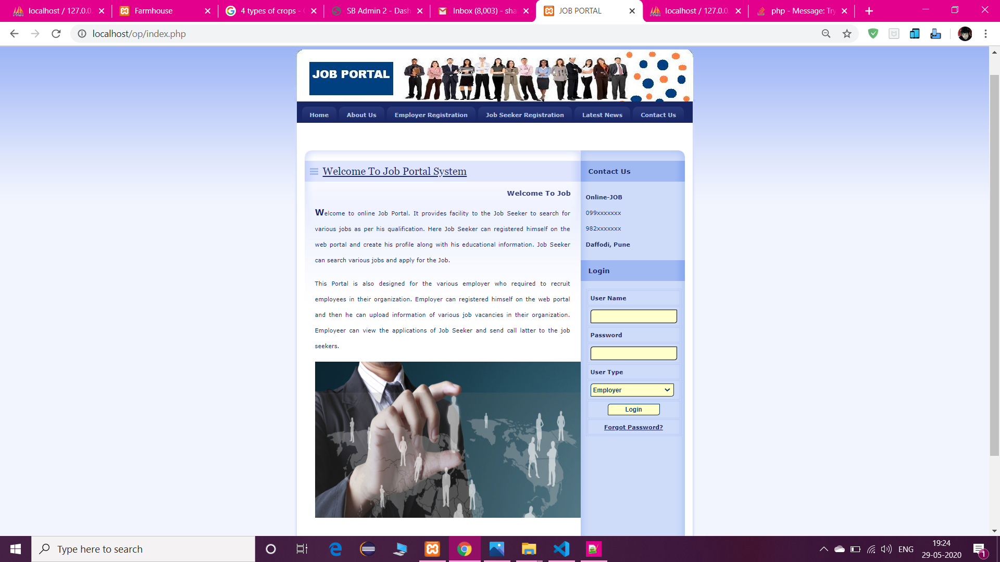 localhost / 127.0.0
Farmhouse
4 types of crops -
SB Admin 2 - Dash
Inbox (8,003) - sha
JOB PORTAL
localhost / 127.0.0
php - Message: Try
localhost/op/index.php
JOB PORTAL
Home
About Us
Employer Registration
Job Seeker Registration
Latest News
Contact Us
Welcome To Job Portal System
Welcome To Job
Welcome to online Job Portal. It provides facility to the Job Seeker to search for
various jobs as per his qualification. Here Job Seeker can registered himself on the
web portal and create his profile along with his educational information. Job Seeker
can search various jobs and apply for the Job.
This Portal is also designed for the various employer who required to recruit
employees in their organization. Employer can registered himself on the web portal
and then he can upload information of various job vacancies in their organization.
Employeer can view the applications of Job Seeker and send call latter to the job
seekers.
Contact Us
Online-JOB
099xxxxxxx
982xxxxxxx
Daffodi, Pune
Login
User Name
Password
User Type
Employer
Login
Forgot Password?
Type here to search
ENG
19:24
29-05-2020
1